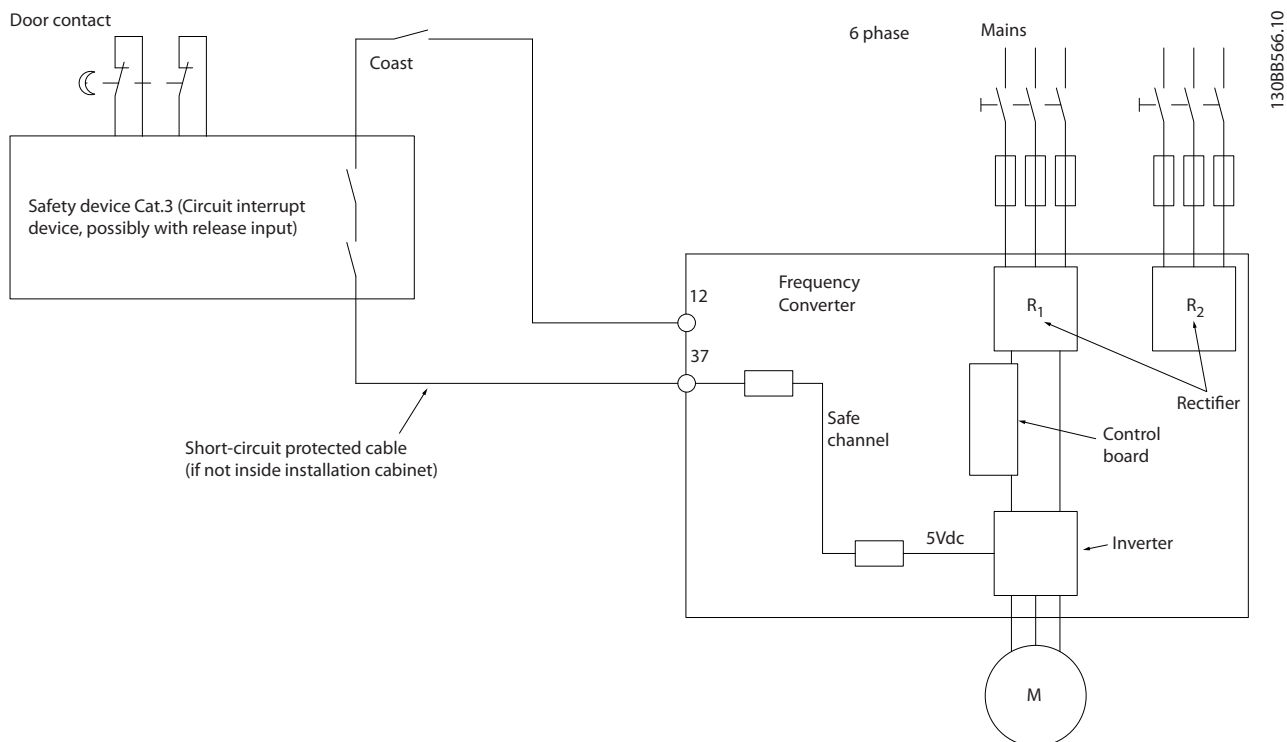 Door contact
Coast
6 phase
Mains
130BB566.10
Safety device Cat.3 (Circuit interrupt
device, possibly with release input)
12
Frequency
Converter
R1
R2
37
Rectifier
Safe
channel
Control
board
Short-circuit protected cable
(if not inside installation cabinet)
5Vdc
Inverter
M